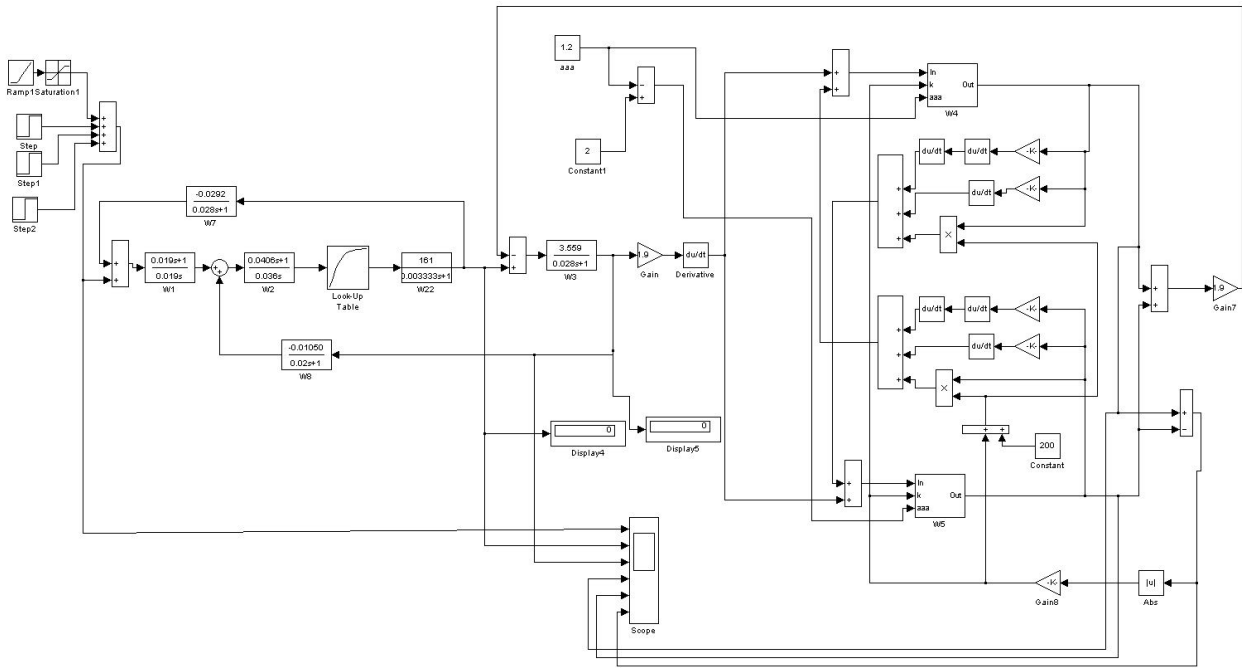 1.2
aaa
Ramp1
Saturation1
+
+
+
+
Step
Step1
Step2
-
+
2
Constant1
+
+
In
k
aaa
Out
W4
du/dt
du/dt
-K-
+
+
+
du/dt
-K-
×
-0.0292
0.028s+1
W7
+
+
0.019s+1
0.019s
W1
+
+
0.0406s+1
0.036s
W2
Look-Up
Table
161
0.003333s+1
W22
-
+
3.559
0.028s+1
W3
1.9
Gain
du/dt
Derivative
+
+
1.9
Gain7
-0.01050
0.02s+1
W8
du/dt
du/dt
-K-
+
+
+
du/dt
-K-
×
0
Display4
0
Display5
+
+
200
Constant
+
-
+
+
In
k
aaa
Out
W5
Scope
-K-
Gain8
|u|
Abs